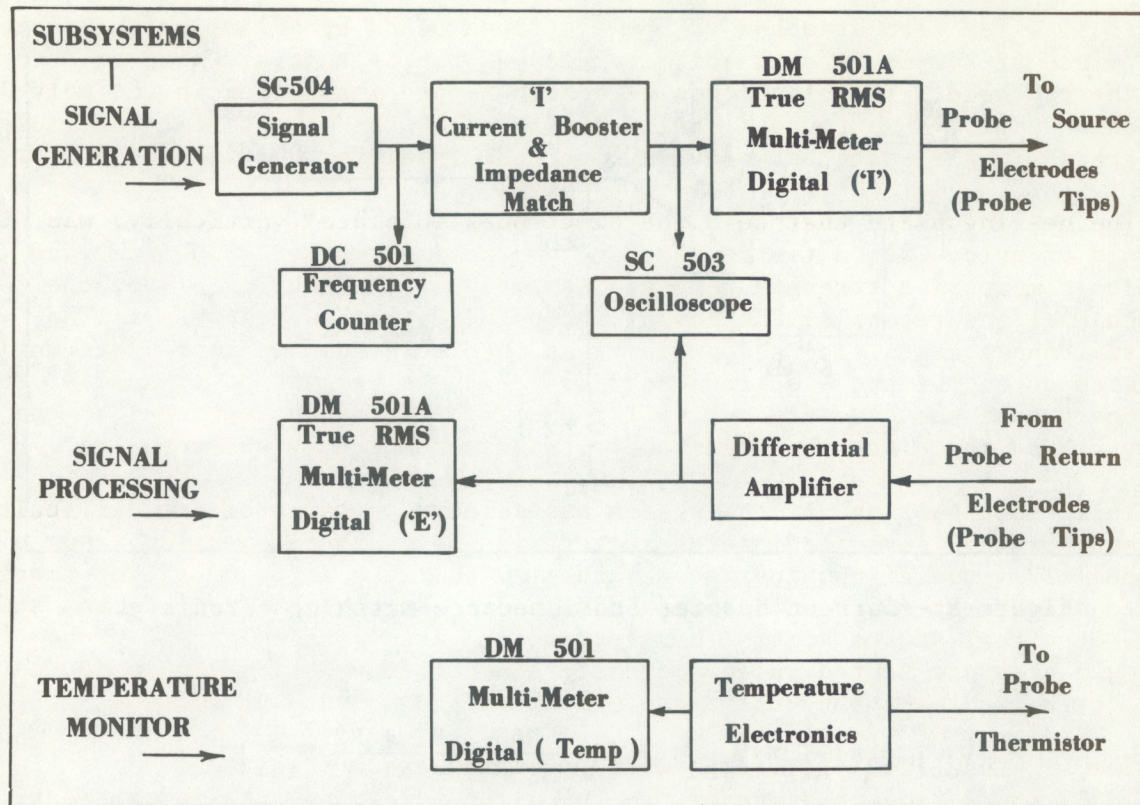 SUBSYSTEMS
SIGNAL
GENERATION
SG504
Signal
Generator
'I'
Current Booster
&
Impedance
Match
DM 501A
True RMS
Multi-Meter
Digital ('I')
To
Probe Source
Electrodes
(Probe Tips)
DC 501
Frequency
Counter
SC 503
Oscilloscope
SIGNAL
PROCESSING
DM 501A
True RMS
Multi-Meter
Digital ('E')
Differential
Amplifier
From
Probe Return
Electrodes
(Probe Tips)
TEMPERATURE
MONITOR
DM 501
Multi-Meter
Digital ( Temp )
Temperature
Electronics
To
Probe
Thermistor